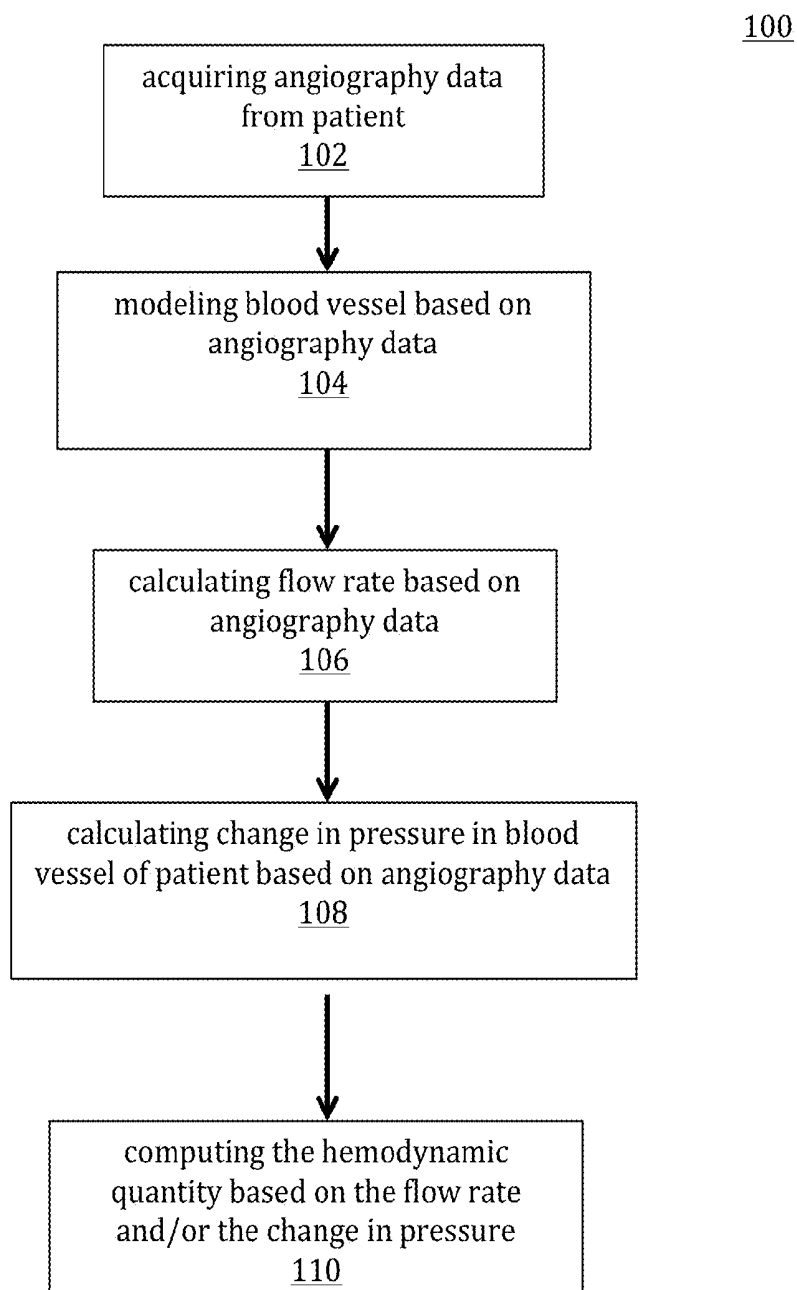 100
acquiring angiography data
from patient
102
modeling blood vessel based on
angiography data
104
calculating flow rate based on
angiography data
106
calculating change in pressure in blood
vessel of patient based on angiography data
108
computing the hemodynamic
quantity based on the flow rate
and/or the change in pressure
110